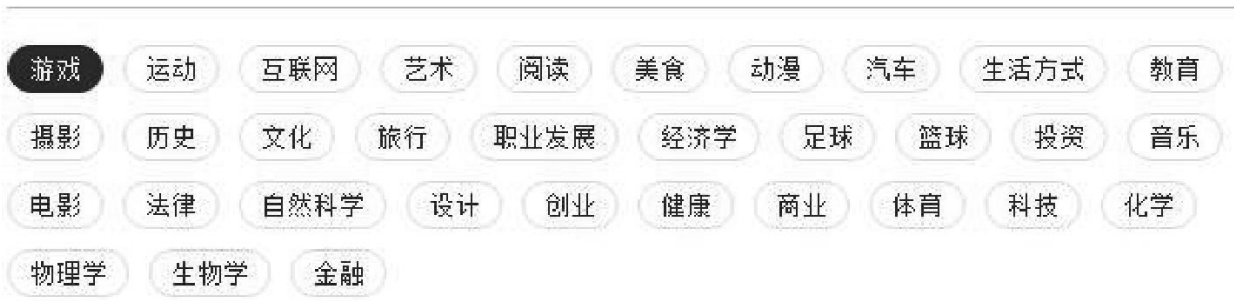 游戏 运动 互联网 艺术 阅读 美食 动漫 汽车 生活方式 教育
摄影 历史 文化 旅行 职业发展 经济学 足球 篮球 投资 音乐
电影 法律 自然科学 设计 创业 健康 商业 体育 科技 化学
物理学 生物学 金融